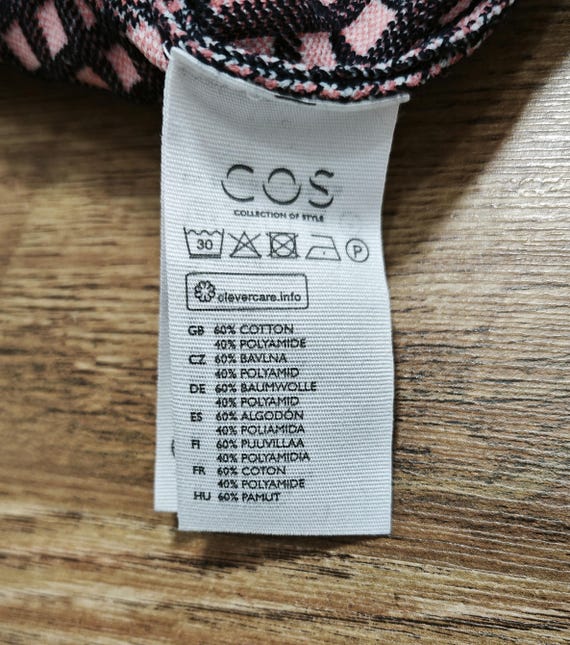 COS
COLLECTION OF STYLE
30 P
clevercare.info
GB 60% COTTON
40% POLYAMIDE
CZ 60% BAVLNA
40% POLYAMID
DE 60% BAUMWOLLE
40% POLYAMID
ES 60% ALGODÓN
40% POLIAMIDA
FI 60% PUUVILLAA
40% POLYAMIDIA
FR 60% COTON
40% POLYAMIDE
HU 60% PAMUT